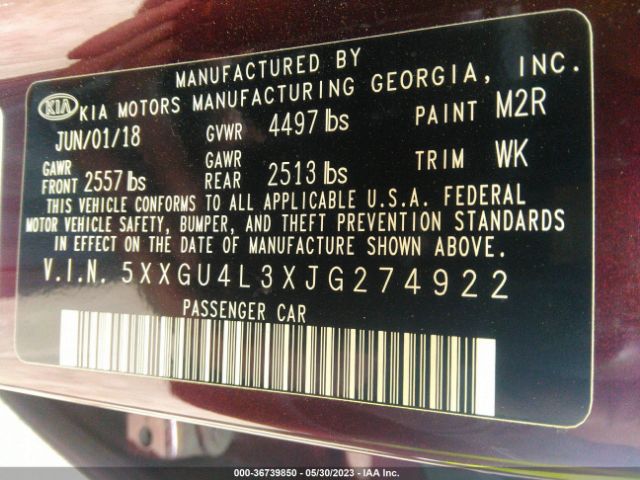 MANUFACTURED BY
KIA KIA MOTORS MANUFACTURING GEORGIA, INC.
JUN/01/18 GVWR 4497 lbs PAINT M2R
GAWR FRONT 2557 lbs GAWR REAR 2513 lbs TRIM WK
THIS VEHICLE CONFORMS TO ALL APPLICABLE U.S.A. FEDERAL
MOTOR VEHICLE SAFETY, BUMPER, AND THEFT PREVENTION STANDARDS
IN EFFECT ON THE DATE OF MANUFACTURE SHOWN ABOVE.
V.I.N. 5XXGU4L3XJG274922
PASSENGER CAR
000-36739850 - 05/30/2023 - IAA Inc.